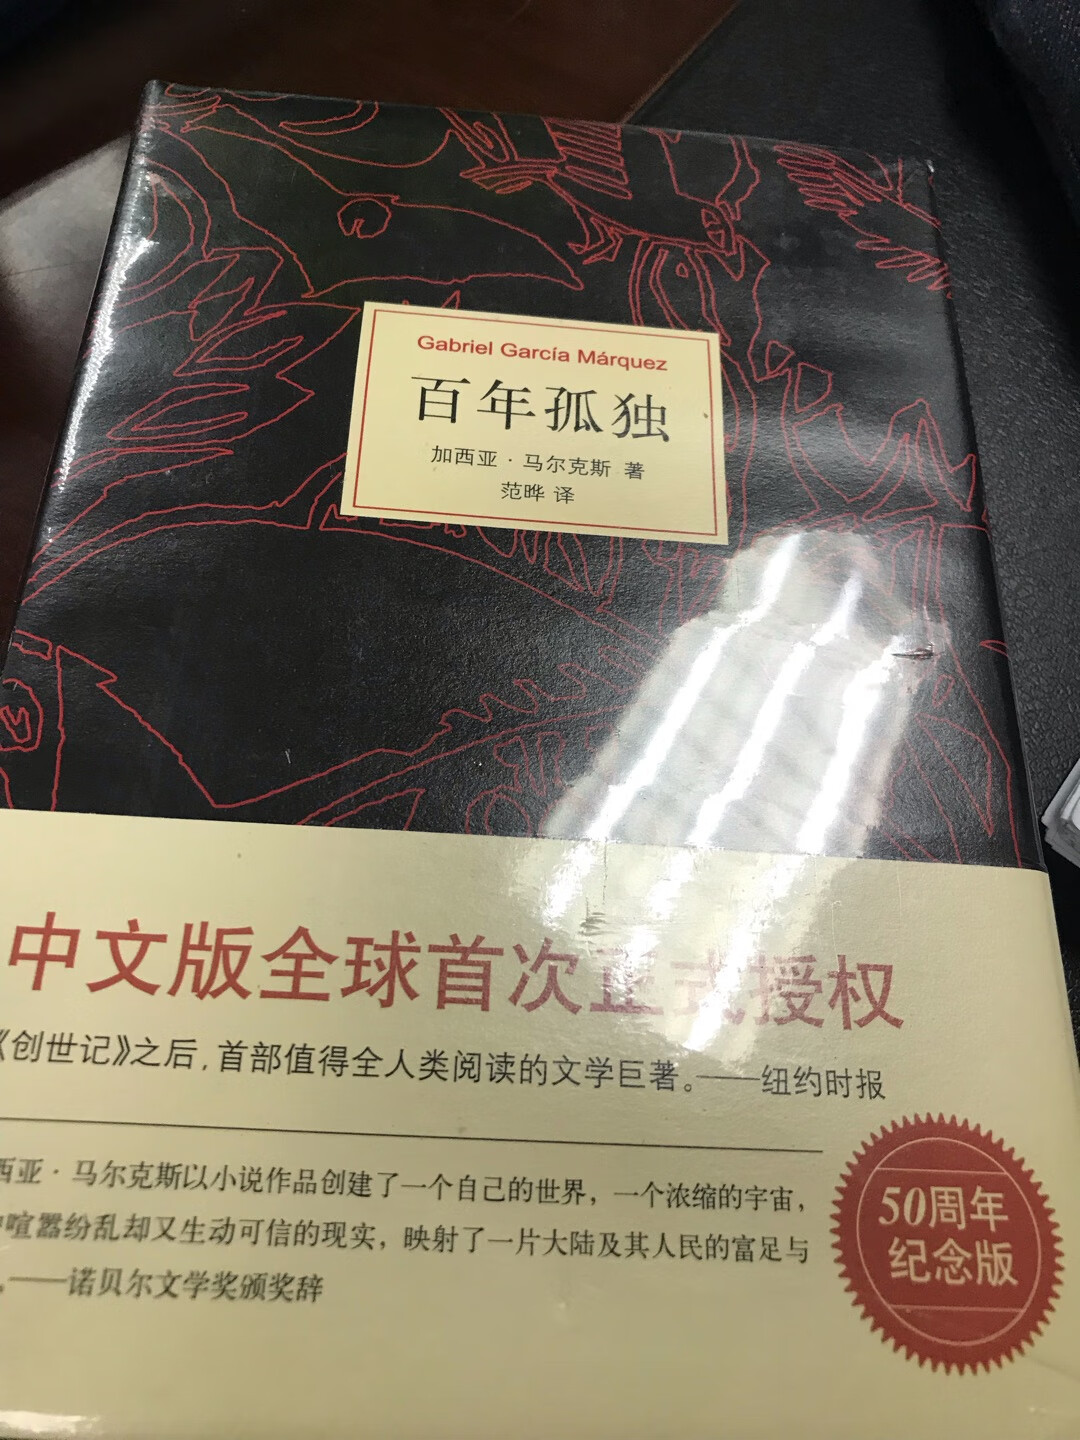 Gabriel García Márquez
百年孤独
加西亚·马尔克斯 著
范晔 译
中文版全球首次正式授权
《创世记》之后，首部值得全人类阅读的文学巨著。——纽约时报
西亚·马尔克斯以小说作品创建了一个自己的世界，一个浓缩的宇宙，
喧嚣纷乱却又生动可信的现实，映射了一片大陆及其人民的富足与
。——诺贝尔文学奖颁奖辞
50周年
纪念版